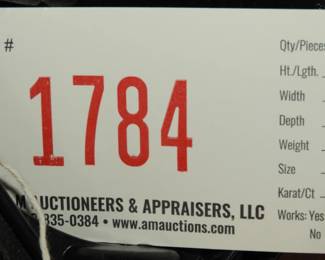 #
1784
M AUCTIONEERS & APPRAISERS, LLC
835-0384 • www.amauctions.com
Qty/Pieces
Ht./Lgth.
Width
Depth
Weight
Size
Karat/Ct
Works: Yes
No